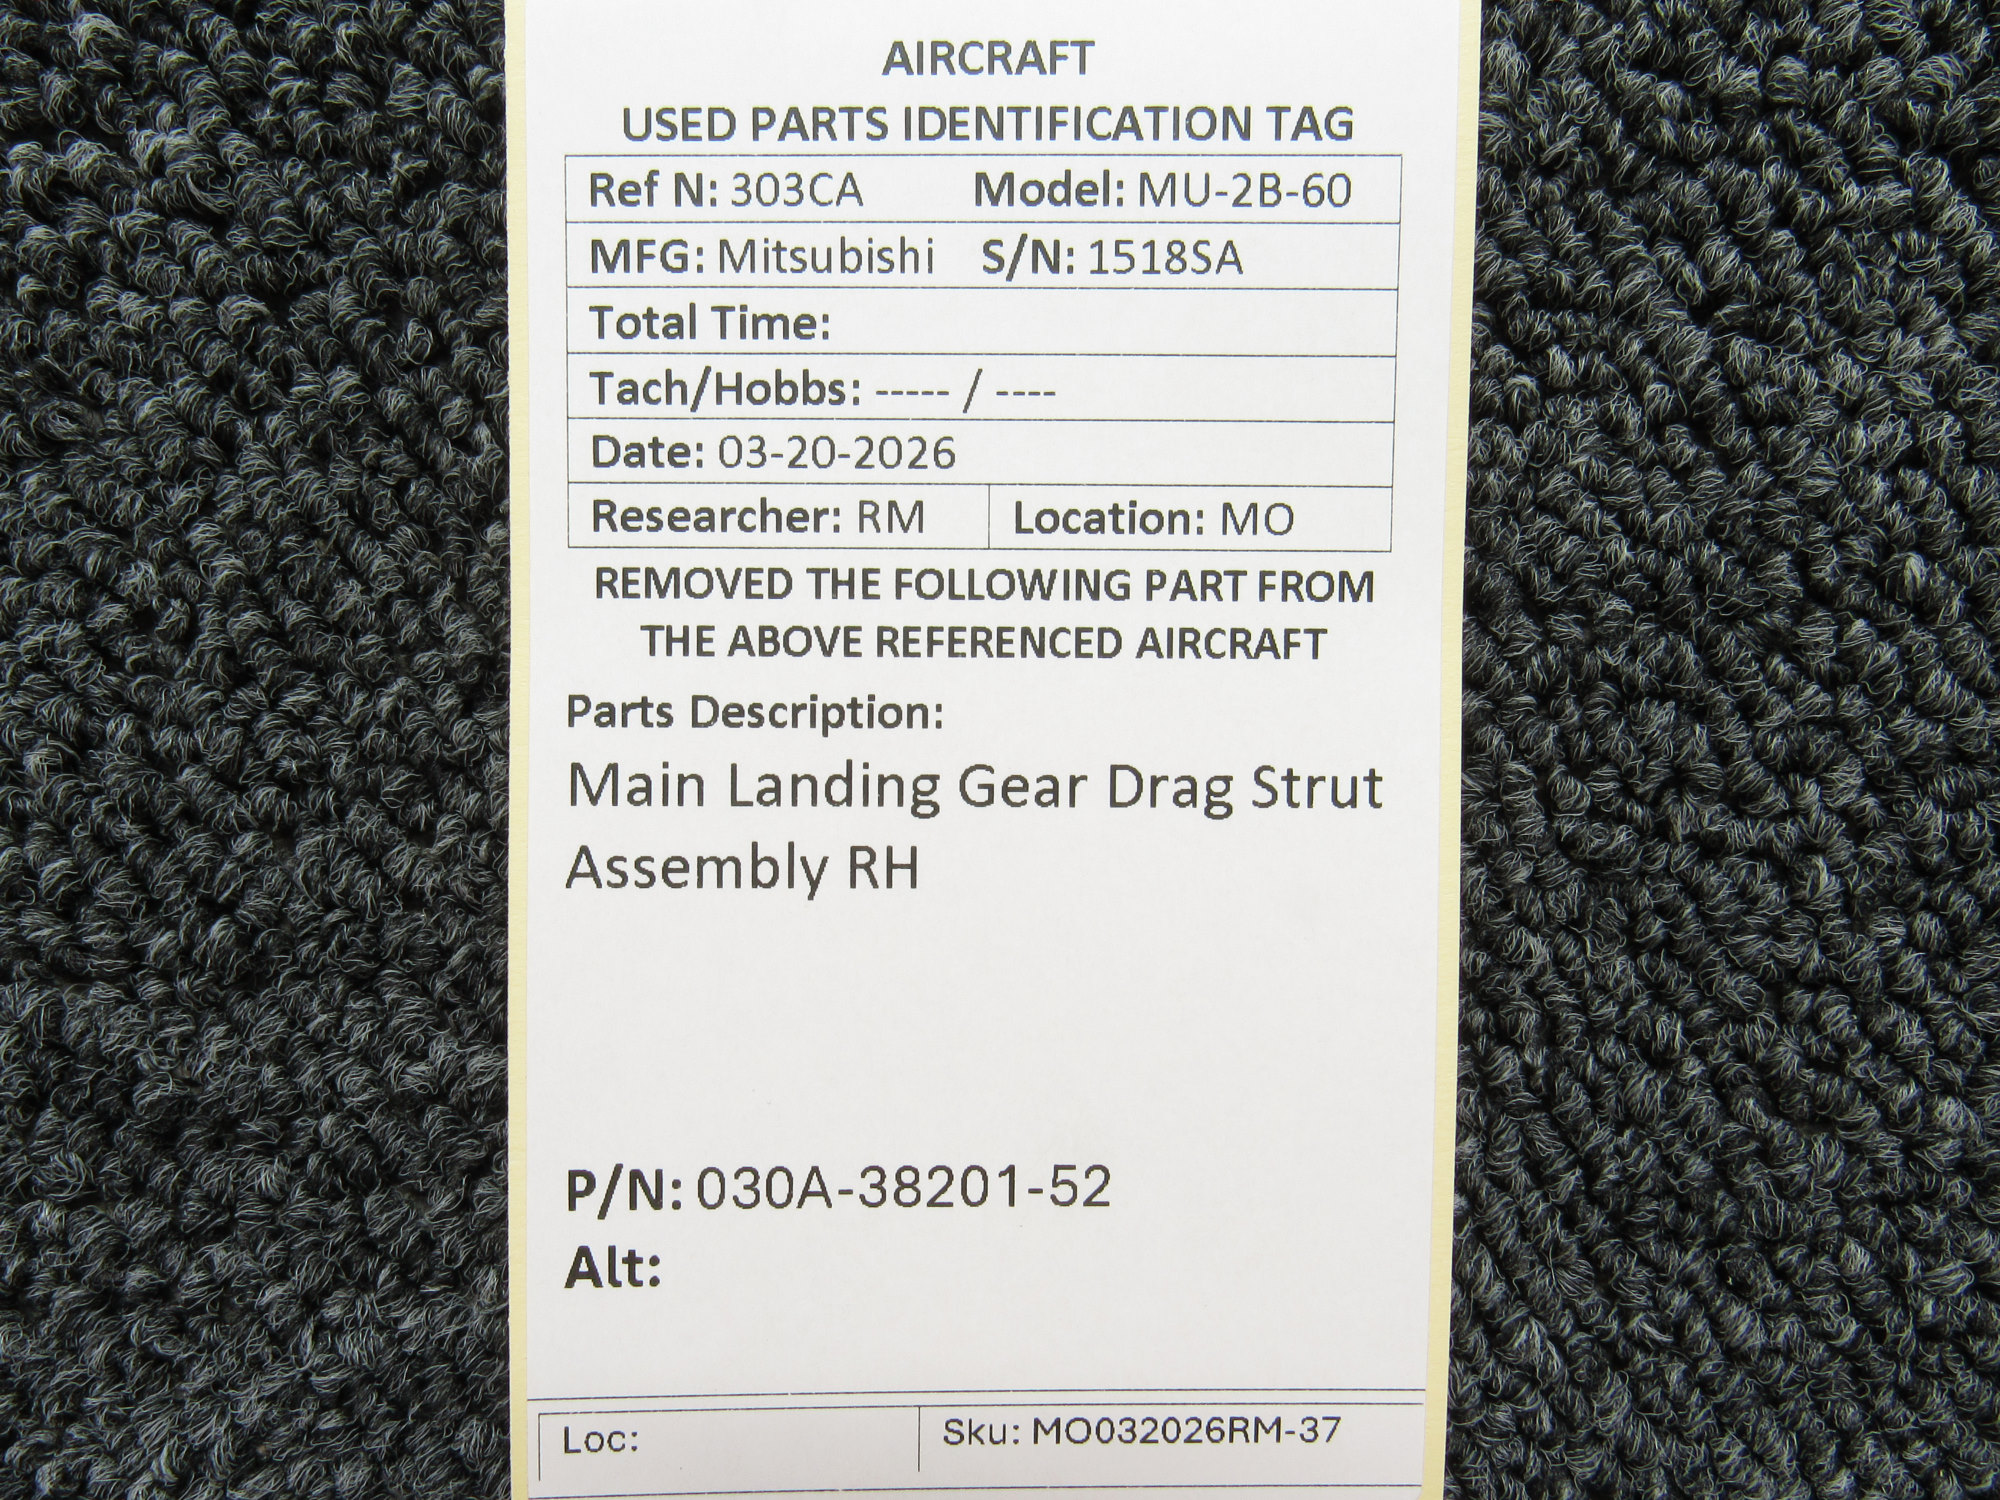 AIRCRAFT
USED PARTS IDENTIFICATION TAG
Ref N: 303CA Model: MU-2B-60
MFG: Mitsubishi S/N: 1518SA
Total Time:
Tach/Hobbs: ----- / ----
Date: 03-20-2026
Researcher: RM Location: MO
REMOVED THE FOLLOWING PART FROM
THE ABOVE REFERENCED AIRCRAFT
Parts Description:
Main Landing Gear Drag Strut
Assembly RH
P/N: 030A-38201-52
Alt:
Loc: Sku: MO032026RM-37